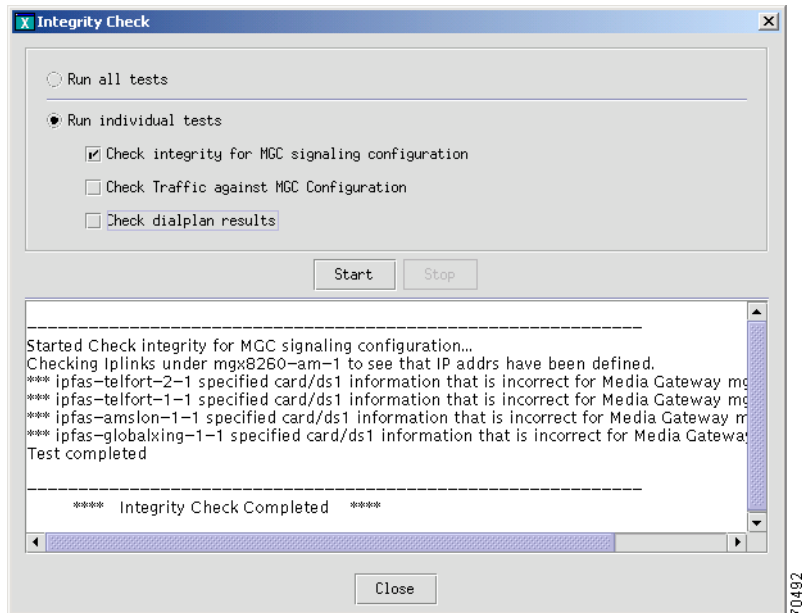 X Integrity Check
Run all tests
Run individual tests
Check integrity for MGC signaling configuration
Check Traffic against MGC Configuration
Check dialplan results
Start Stop
------------------------------------------------------------
Started Check integrity for MGC signaling configuration...
Checking Iplinks under mgx8260-am-1 to see that IP addrs have been defined.
*** ipfas-telfort-2-1 specified card/ds1 information that is incorrect for Media Gateway mg
*** ipfas-telfort-1-1 specified card/ds1 information that is incorrect for Media Gateway mg
*** ipfas-amslon-1-1 specified card/ds1 information that is incorrect for Media Gateway m
*** ipfas-globalxing-1-1 specified card/ds1 information that is incorrect for Media Gateway
Test completed
------------------------------------------------------------
**** Integrity Check Completed ****
Close
70492